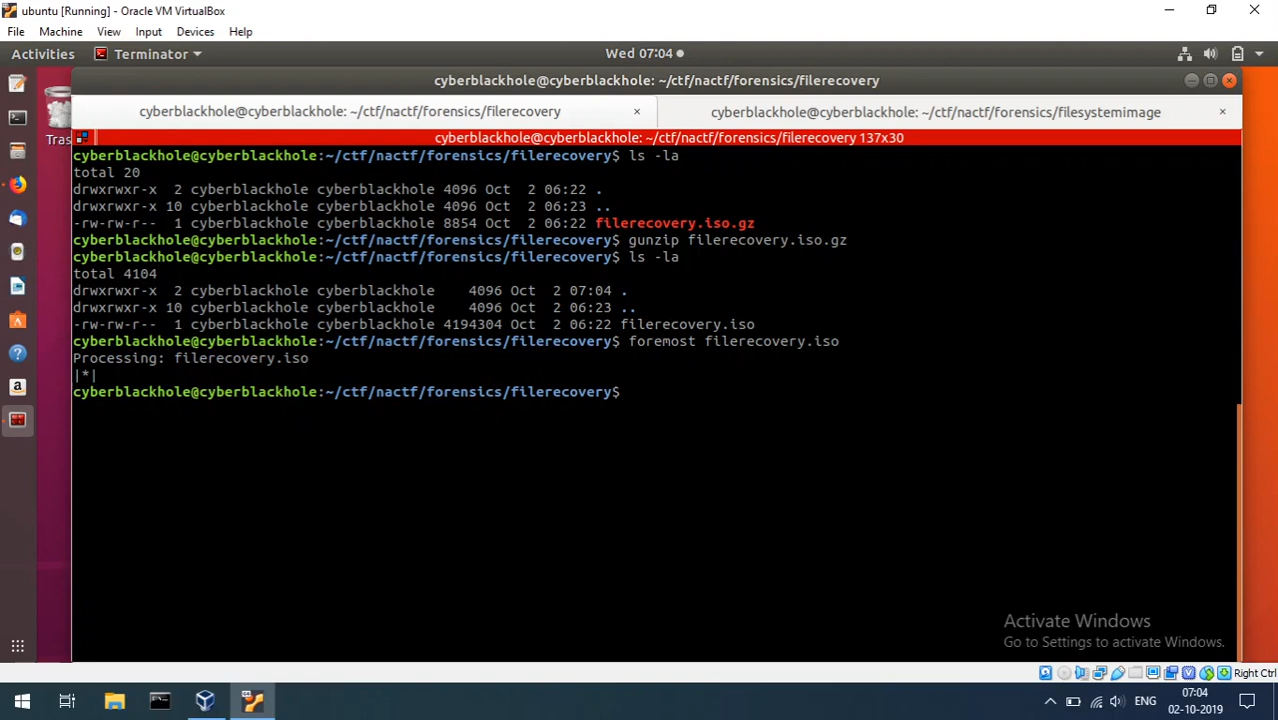 ubuntu [Running] - Oracle VM VirtualBox
File Machine View Input Devices Help
Activities Terminator Wed 07:04
cyberblackhole@cyberblackhole: ~/ctf/nactf/forensics/filerecovery
cyberblackhole@cyberblackhole: ~/ctf/nactf/forensics/filerecovery × cyberblackhole@cyberblackhole: ~/ctf/nactf/forensics/filesystemimage ×
Tras
cyberblackhole@cyberblackhole: ~/ctf/nactf/forensics/filerecovery 137x30
cyberblackhole@cyberblackhole:~/ctf/nactf/forensics/filerecovery$ ls -la
total 20
drwxrwxr-x  2 cyberblackhole cyberblackhole 4096 Oct  2 06:22 .
drwxrwxr-x 10 cyberblackhole cyberblackhole 4096 Oct  2 06:23 ..
-rw-rw-r--  1 cyberblackhole cyberblackhole 8854 Oct  2 06:22 filerecovery.iso.gz
cyberblackhole@cyberblackhole:~/ctf/nactf/forensics/filerecovery$ gunzip filerecovery.iso.gz
cyberblackhole@cyberblackhole:~/ctf/nactf/forensics/filerecovery$ ls -la
total 4104
drwxrwxr-x  2 cyberblackhole cyberblackhole    4096 Oct  2 07:04 .
drwxrwxr-x 10 cyberblackhole cyberblackhole    4096 Oct  2 06:23 ..
-rw-rw-r--  1 cyberblackhole cyberblackhole 4194304 Oct  2 06:22 filerecovery.iso
cyberblackhole@cyberblackhole:~/ctf/nactf/forensics/filerecovery$ foremost filerecovery.iso
Processing: filerecovery.iso
|*|
cyberblackhole@cyberblackhole:~/ctf/nactf/forensics/filerecovery$
Activate Windows
Go to Settings to activate Windows.
Right Ctrl
ENG
07:04
02-10-2019